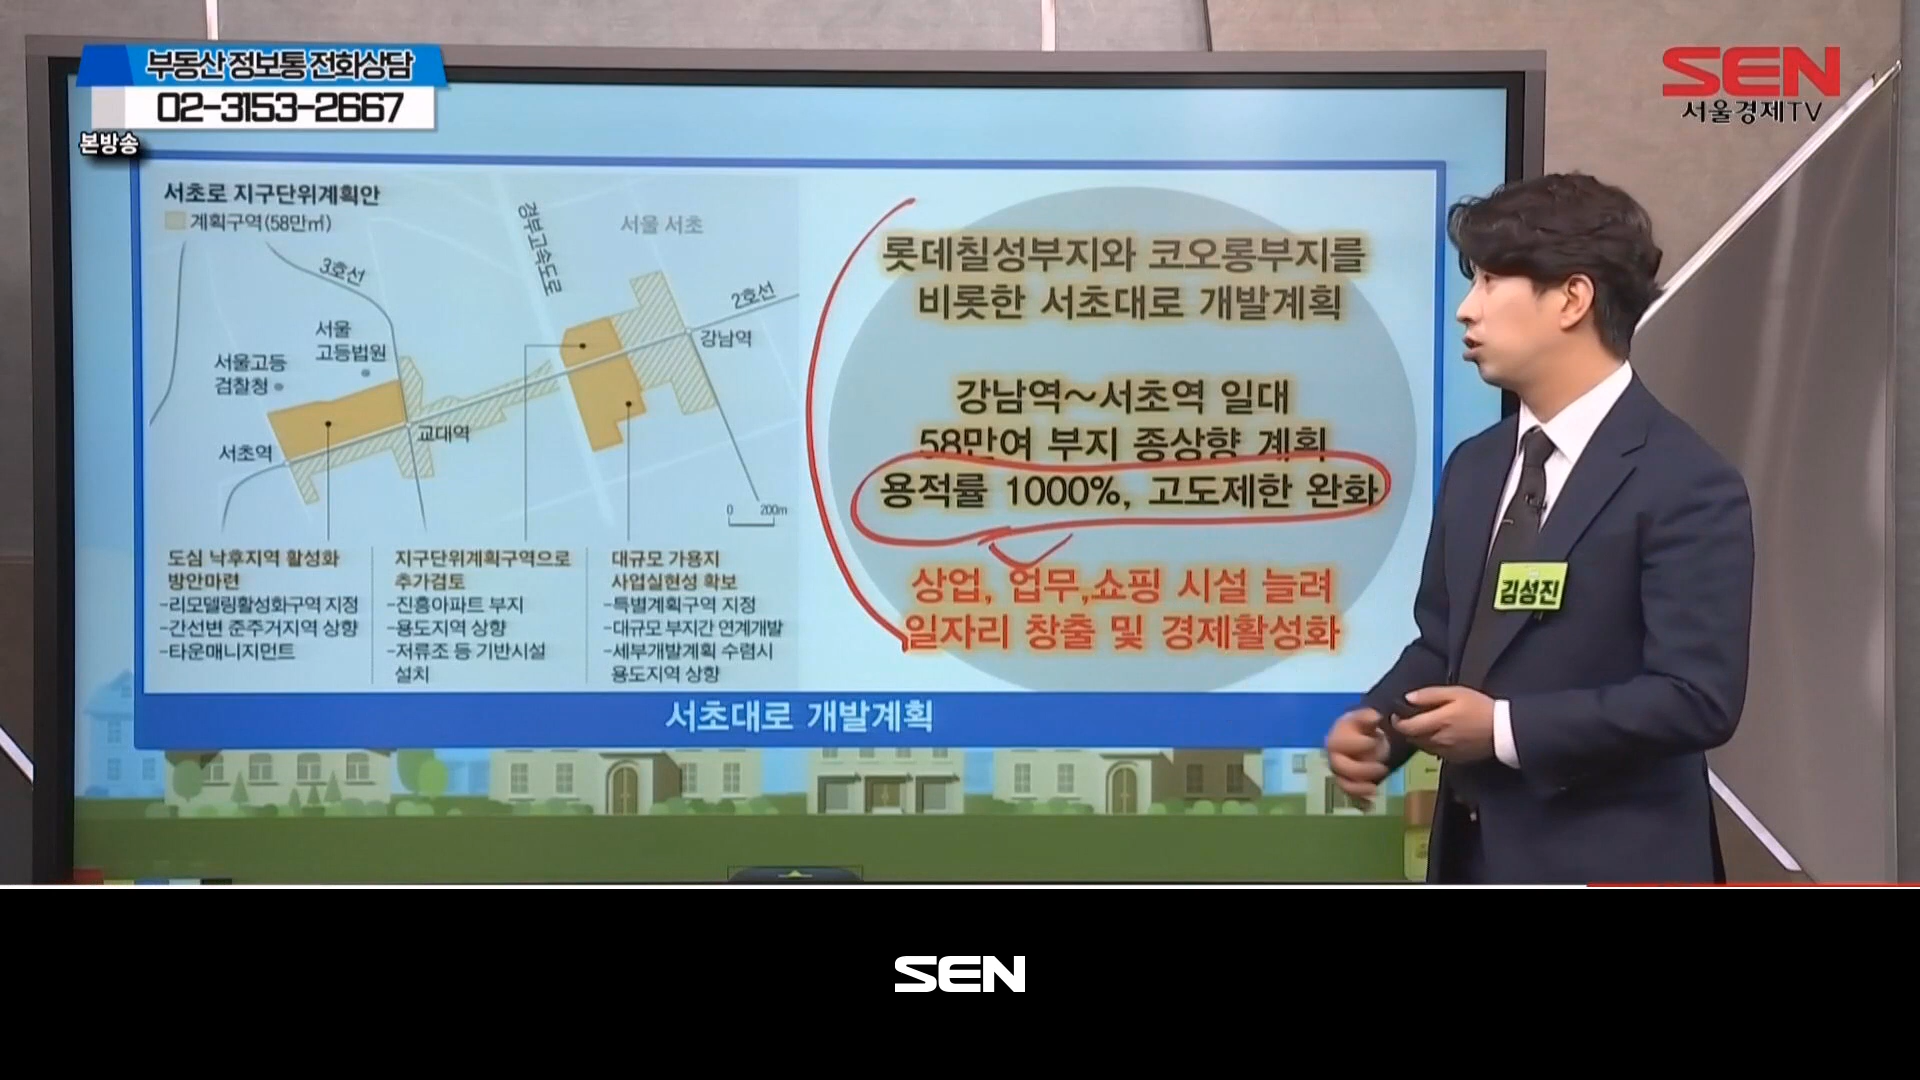 부동산 정보통 전화상담
02-3153-2667
본방송
SEN
서울경제TV
서초로 지구단위계획안
계획구역(58만㎡)
경부고속도로
서울 서초
3호선
2호선
서울
고등법원
서울고등
검찰청
강남역
교대역
서초역
0 200m
도심 낙후지역 활성화
방안마련
-리모델링활성화구역 지정
-간선변 준주거지역 상향
-타운매니지먼트
지구단위계획구역으로
추가검토
-진흥아파트 부지
-용도지역 상향
-저류조 등 기반시설
설치
대규모 가용지
사업실현성 확보
-특별계획구역 지정
-대규모 부지간 연계개발
-세부개발계획 수렴시
용도지역 상향
롯데칠성부지와 코오롱부지를
비롯한 서초대로 개발계획
강남역~서초역 일대
58만여 부지 종상향 계획
용적률 1000%, 고도제한 완화
상업, 업무,쇼핑 시설 늘려
일자리 창출 및 경제활성화
서초대로 개발계획
김성진
SEN